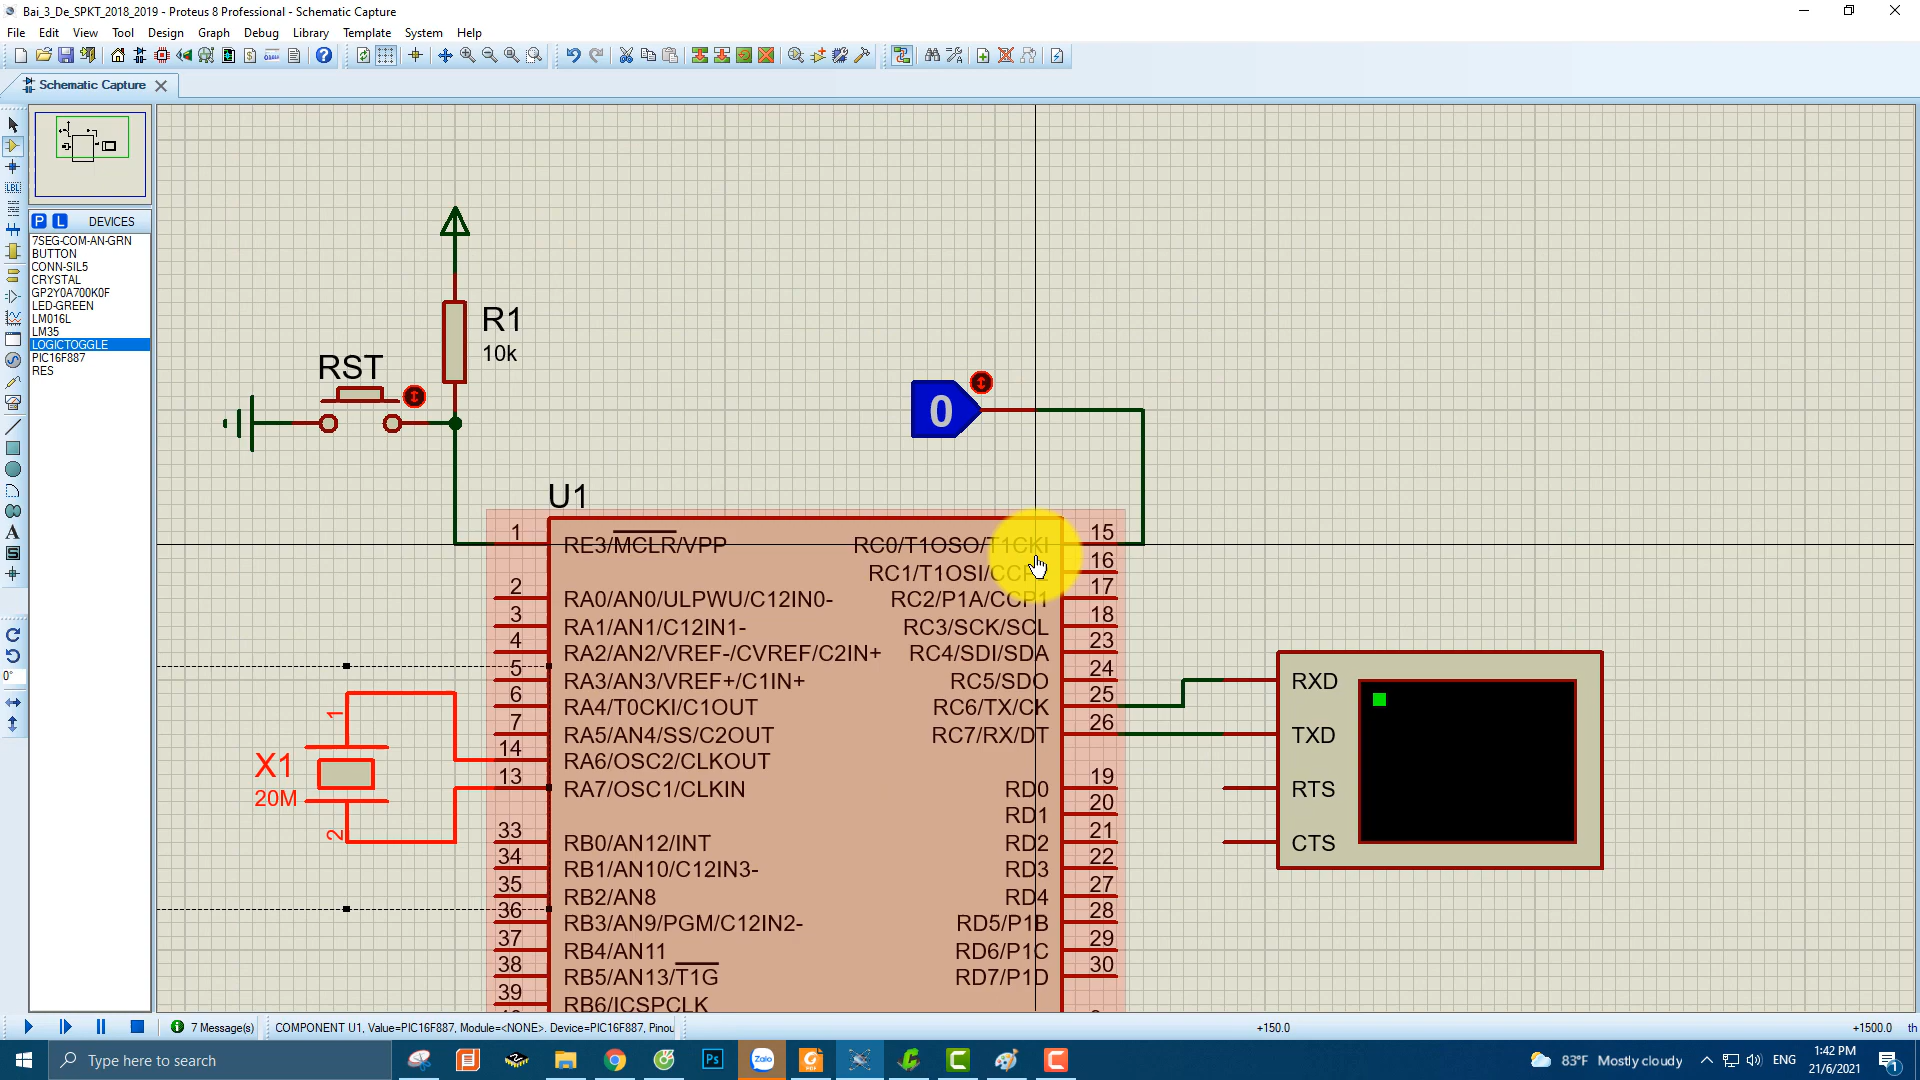 Bai_3_De_SPKT_2018_2019 - Proteus 8 Professional - Schematic Capture
File Edit View Tool Design Graph Debug Library Template System Help
Schematic Capture
P L DEVICES
7SEG-COM-AN-GRN
BUTTON
CONN-SIL5
CRYSTAL
GP2Y0A700K0F
LED-GREEN
LM016L
LM35
LOGICTOGGLE
PIC16F887
RES
LBL
A
S
0°
R1
10k
RST
0
U1
1 RE3/MCLR/VPP
2 RA0/AN0/ULPWU/C12IN0-
3 RA1/AN1/C12IN1-
4 RA2/AN2/VREF-/CVREF/C2IN+
5 RA3/AN3/VREF+/C1IN+
6 RA4/T0CKI/C1OUT
7 RA5/AN4/SS/C2OUT
14 RA6/OSC2/CLKOUT
13 RA7/OSC1/CLKIN
33 RB0/AN12/INT
34 RB1/AN10/C12IN3-
35 RB2/AN8
36 RB3/AN9/PGM/C12IN2-
37 RB4/AN11
38 RB5/AN13/T1G
39 RB6/ICSPCLK
RC0/T1OSO/T1CKI 15
RC1/T1OSI/CCP2 16
RC2/P1A/CCP1 17
RC3/SCK/SCL 18
RC4/SDI/SDA 23
RC5/SDO 24
RC6/TX/CK 25
RC7/RX/DT 26
RD0 19
RD1 20
RD2 21
RD3 22
RD4 27
RD5/P1B 28
RD6/P1C 29
RD7/P1D 30
X1
20M
1
2
RXD
TXD
RTS
CTS
7 Message(s) COMPONENT U1, Value=PIC16F887, Module=<NONE>. Device=PIC16F887, Pinou +150.0 +1500.0 th
Type here to search
Ps
Zalo
83°F Mostly cloudy
ENG
1:42 PM
21/6/2021
1